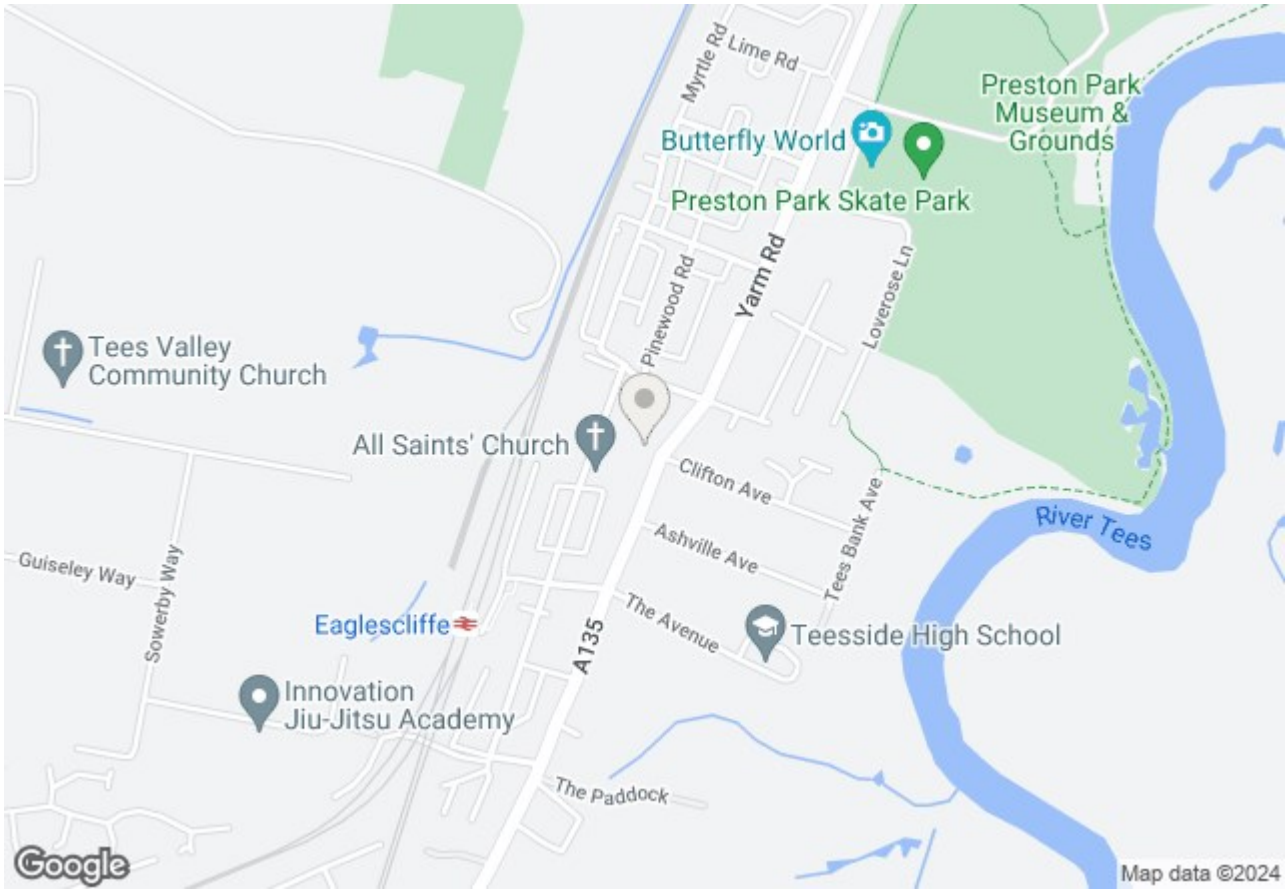 Lime Rd
Myrtle Rd
Preston Park
Museum &
Grounds
Butterfly World
Preston Park Skate Park
Yarm Rd
Loverose Ln
Pinewood Rd
Tees Valley
Community Church
All Saints' Church
Clifton Ave
River Tees
Ashville Ave
Tees Bank Ave
Guiseley Way
Sowerby Way
Eaglescliffe
The Avenue
Teesside High School
A135
Innovation
Jiu-Jitsu Academy
The Paddock
Google
Map data ©2024